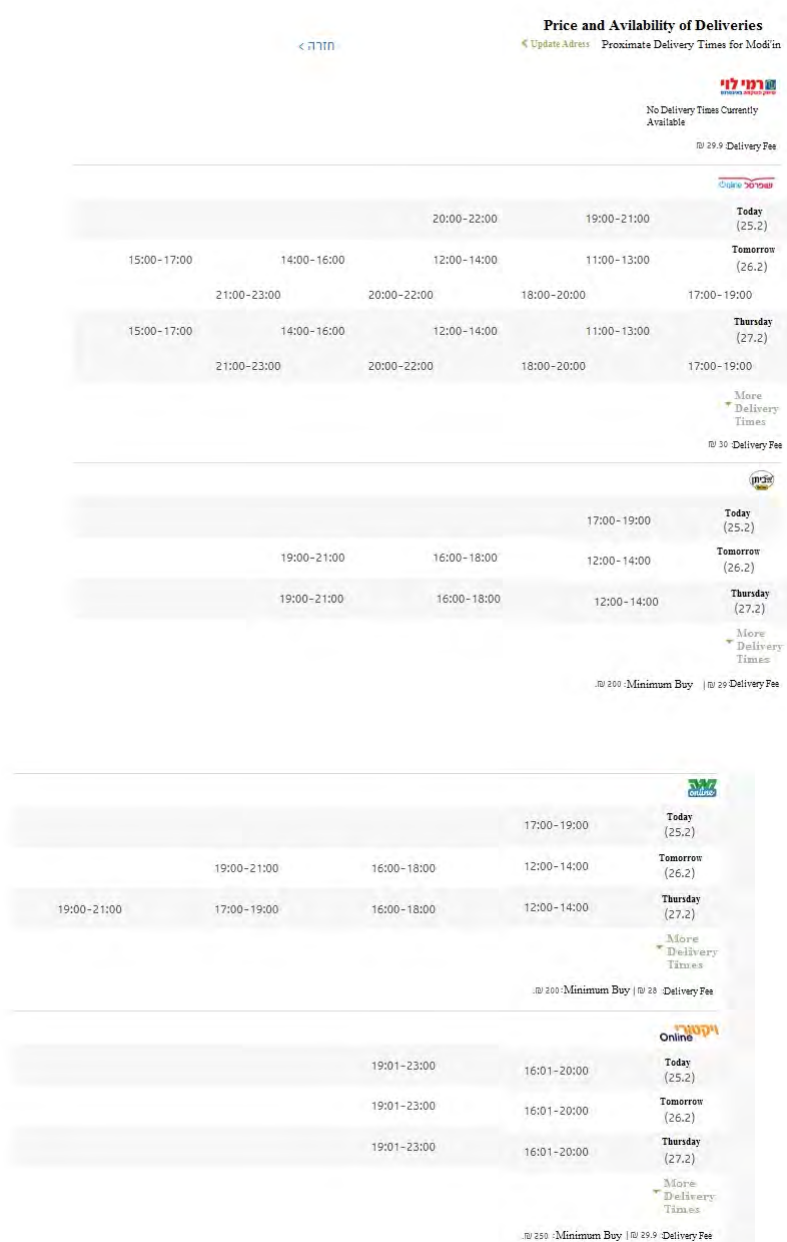 Price and Avilability of Deliveries
חזרה >
< Update Adress Proximate Delivery Times for Modi'in
רמי לוי
No Delivery Times Currently
Available
Delivery Fee: 29.9 ₪
שופרסל Online
Today 19:00-21:00 20:00-22:00
(25.2)
Tomorrow 11:00-13:00 12:00-14:00 14:00-16:00 15:00-17:00
(26.2)
17:00-19:00 18:00-20:00 20:00-22:00 21:00-23:00
Thursday 11:00-13:00 12:00-14:00 14:00-16:00 15:00-17:00
(27.2)
17:00-19:00 18:00-20:00 20:00-22:00 21:00-23:00
More
Delivery
Times
Delivery Fee: 30 ₪
Today 17:00-19:00
(25.2)
Tomorrow 12:00-14:00 16:00-18:00 19:00-21:00
(26.2)
Thursday 12:00-14:00 16:00-18:00 19:00-21:00
(27.2)
More
Delivery
Times
Delivery Fee: 29 ₪ | Minimum Buy: 200 ₪.
online
Today 17:00-19:00
(25.2)
Tomorrow 12:00-14:00 16:00-18:00 19:00-21:00
(26.2)
Thursday 12:00-14:00 16:00-18:00 17:00-19:00 19:00-21:00
(27.2)
More
Delivery
Times
Delivery Fee: 28 ₪ | Minimum Buy: 200 ₪.
ויקטורי
Online
Today 16:01-20:00 19:01-23:00
(25.2)
Tomorrow 16:01-20:00 19:01-23:00
(26.2)
Thursday 16:01-20:00 19:01-23:00
(27.2)
More
Delivery
Times
Delivery Fee: 29.9 ₪ | Minimum Buy: 250 ₪.